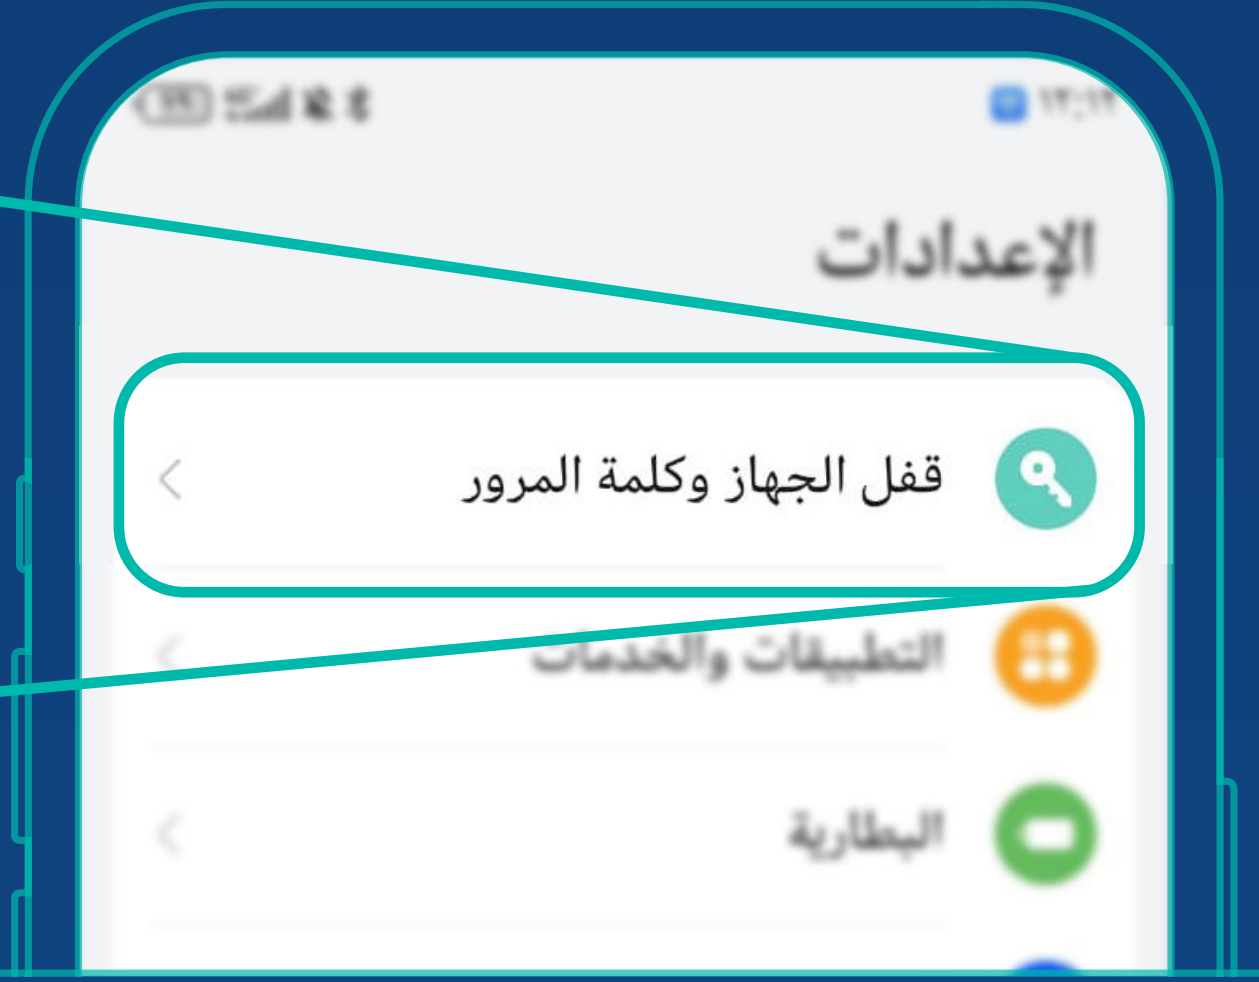 الإعدادات
قفل الجهاز وكلمة المرور
التطبيقات والخدمات
البطارية